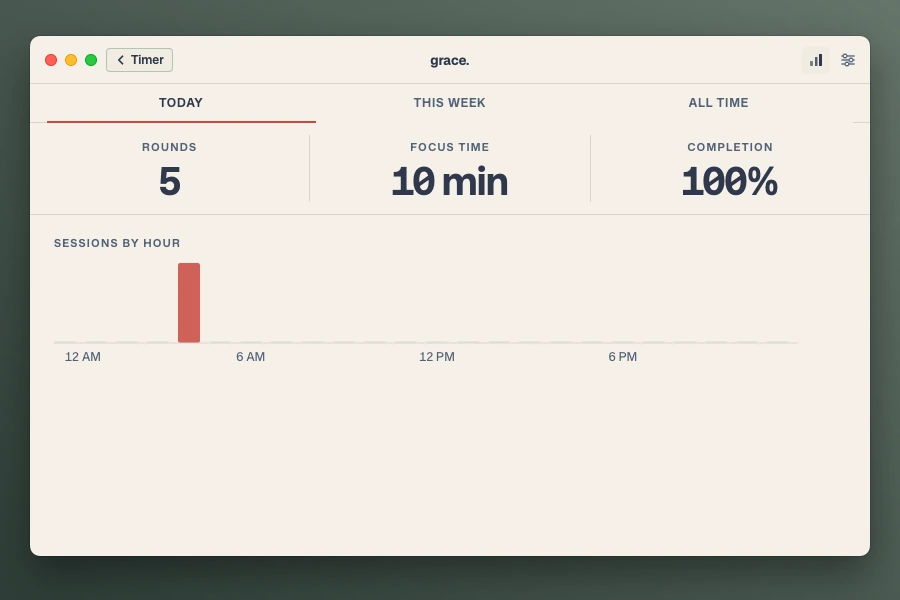 Timer
grace.
TODAY
THIS WEEK
ALL TIME
ROUNDS
5
FOCUS TIME
10 min
COMPLETION
100%
SESSIONS BY HOUR
12 AM
6 AM
12 PM
6 PM